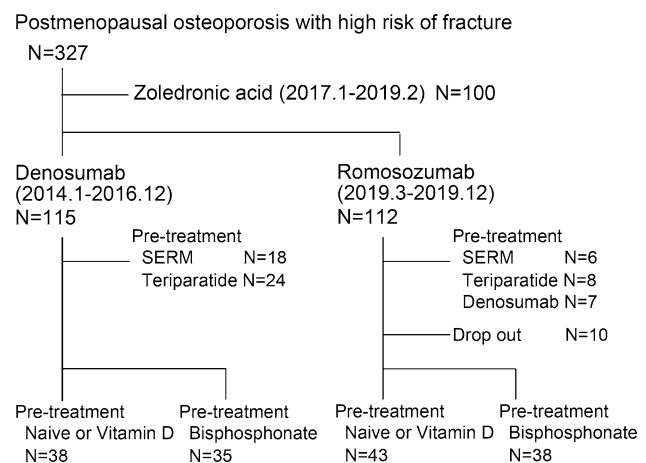 Postmenopausal osteoporosis with high risk of fracture
N=327
Zoledronic acid (2017.1-2019.2) N=100
Denosumab
(2014.1-2016.12)
N=115
Romosozumab
(2019.3-2019.12)
N=112
Pre-treatment
SERM N=18
Teriparatide N=24
Pre-treatment
SERM N=6
Teriparatide N=8
Denosumab N=7
Drop out N=10
Pre-treatment
Naive or Vitamin D
N=38
Pre-treatment
Bisphosphonate
N=35
Pre-treatment
Naive or Vitamin D
N=43
Pre-treatment
Bisphosphonate
N=38